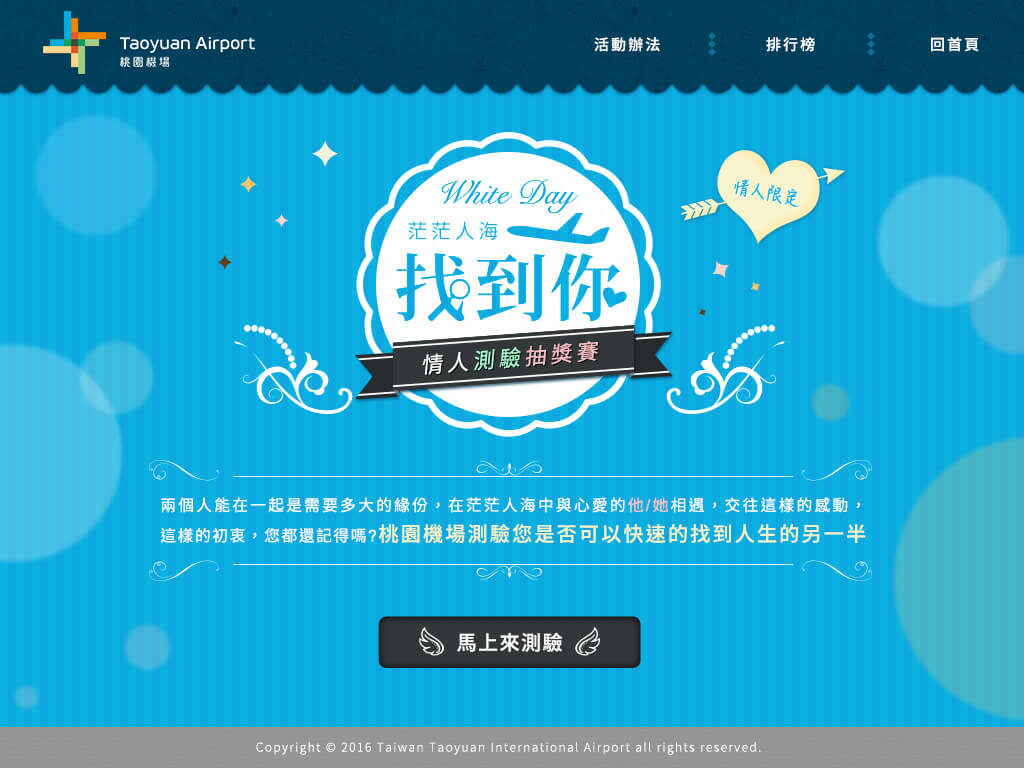 Taoyuan Airport
桃園機場
活動辦法
排行榜
回首頁
White Day
茫茫人海
找到你
情人測驗抽獎賽
情人限定
兩個人能在一起是需要多大的緣份，在茫茫人海中與心愛的他/她相遇，交往這樣的感動，
這樣的初衷，您都還記得嗎?桃園機場測驗您是否可以快速的找到人生的另一半
馬上來測驗
Copyright © 2016 Taiwan Taoyuan International Airport all rights reserved.